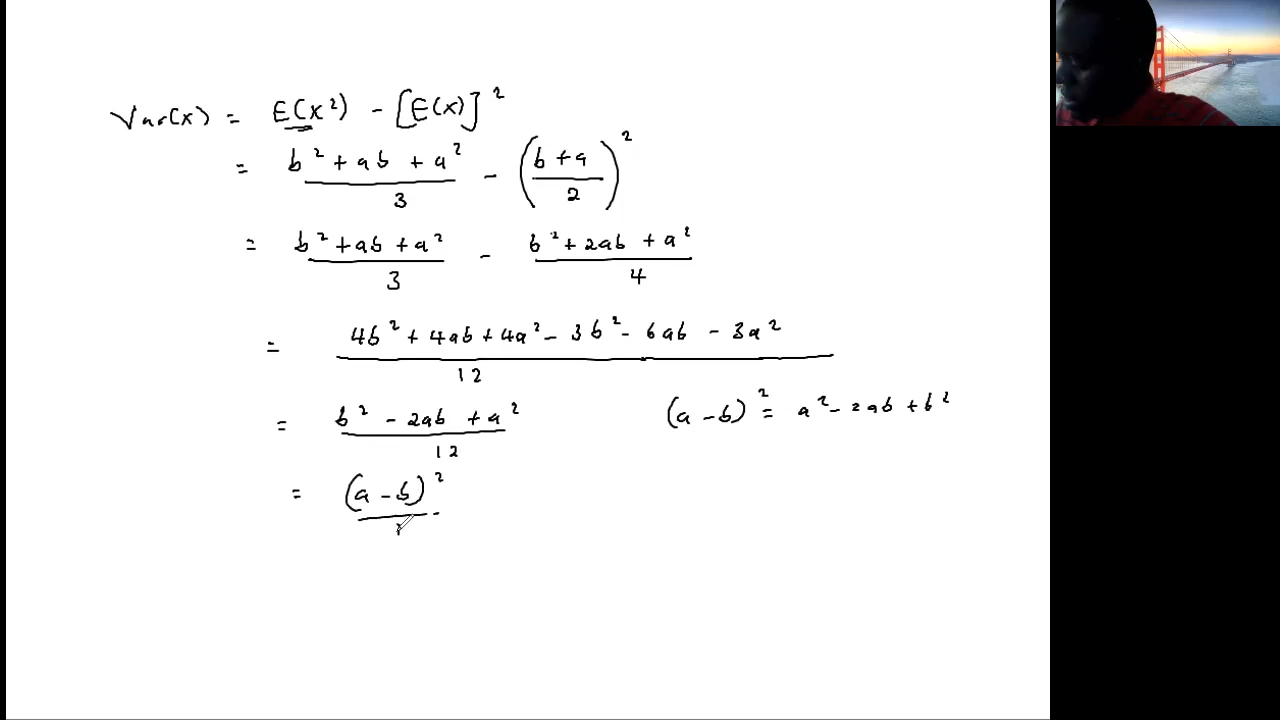 Var(x) = E(x²) - [E(x)]²
= b² + ab + a² / 3 - (b + a / 2)²
= b² + ab + a² / 3 - b² + 2ab + a² / 4
= 4b² + 4ab + 4a² - 3b² - 6ab - 3a² / 12
= b² - 2ab + a² / 12
(a - b)² = a² - 2ab + b²
= (a - b)² / 1